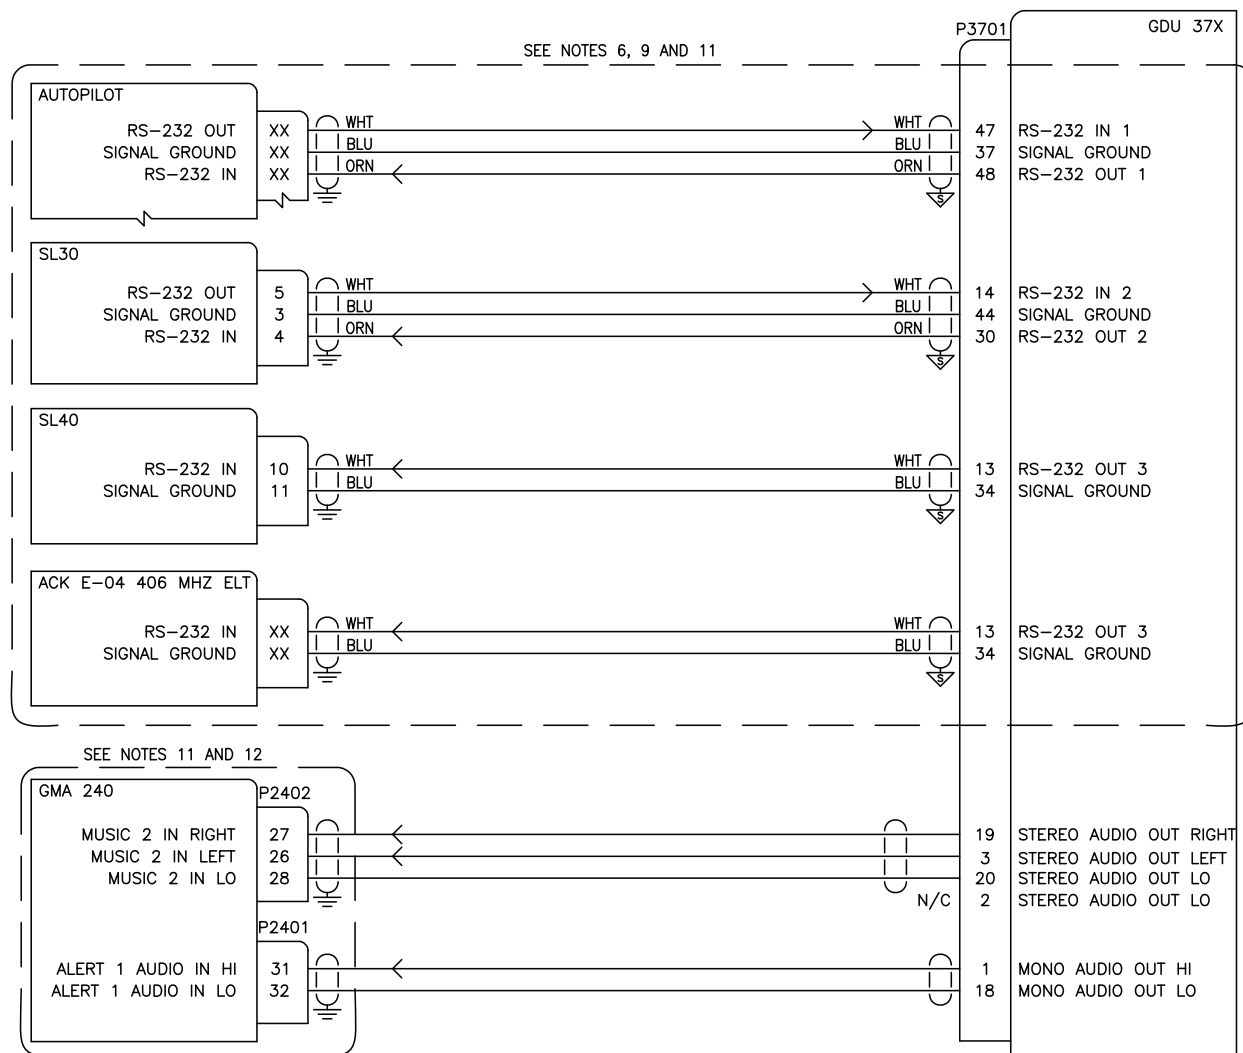 P3701
GDU 37X
SEE NOTES 6, 9 AND 11
AUTOPILOT
RS-232 OUT XX WHT WHT 47 RS-232 IN 1
SIGNAL GROUND XX BLU BLU 37 SIGNAL GROUND
RS-232 IN XX ORN ORN 48 RS-232 OUT 1
S
SL30
RS-232 OUT 5 WHT WHT 14 RS-232 IN 2
SIGNAL GROUND 3 BLU BLU 44 SIGNAL GROUND
RS-232 IN 4 ORN ORN 30 RS-232 OUT 2
S
SL40
RS-232 IN 10 WHT WHT 13 RS-232 OUT 3
SIGNAL GROUND 11 BLU BLU 34 SIGNAL GROUND
S
ACK E-04 406 MHZ ELT
RS-232 IN XX WHT WHT 13 RS-232 OUT 3
SIGNAL GROUND XX BLU BLU 34 SIGNAL GROUND
S
SEE NOTES 11 AND 12
GMA 240
P2402
MUSIC 2 IN RIGHT 27 19 STEREO AUDIO OUT RIGHT
MUSIC 2 IN LEFT 26 3 STEREO AUDIO OUT LEFT
MUSIC 2 IN LO 28 20 STEREO AUDIO OUT LO
N/C 2 STEREO AUDIO OUT LO
P2401
ALERT 1 AUDIO IN HI 31 1 MONO AUDIO OUT HI
ALERT 1 AUDIO IN LO 32 18 MONO AUDIO OUT LO